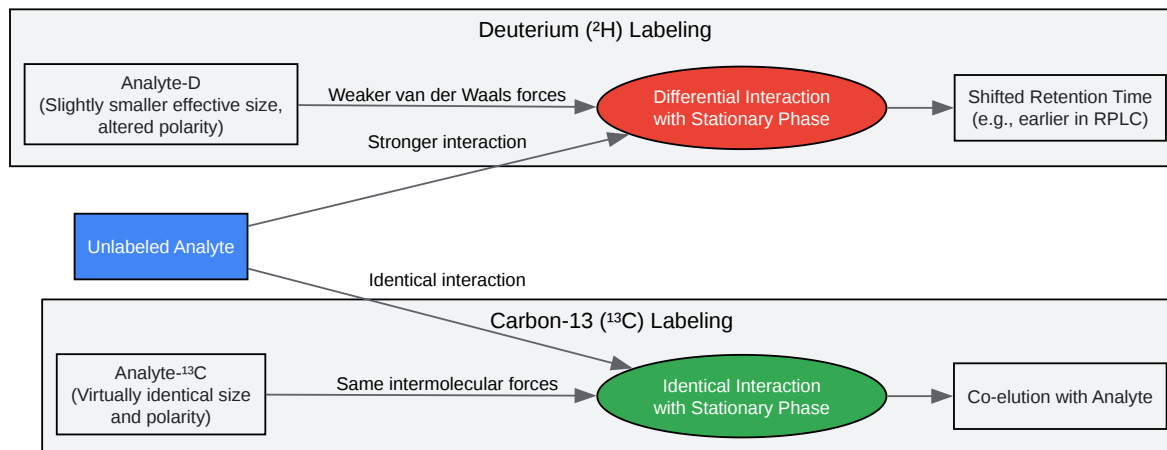 Deuterium (²H) Labeling
Analyte-D
(Slightly smaller effective size,
altered polarity)
Weaker van der Waals forces
Differential Interaction
with Stationary Phase
Shifted Retention Time
(e.g., earlier in RPLC)
Stronger interaction
Unlabeled Analyte
Identical interaction
Carbon-13 (¹³C) Labeling
Analyte-¹³C
(Virtually identical size
and polarity)
Same intermolecular forces
Identical Interaction
with Stationary Phase
Co-elution with Analyte